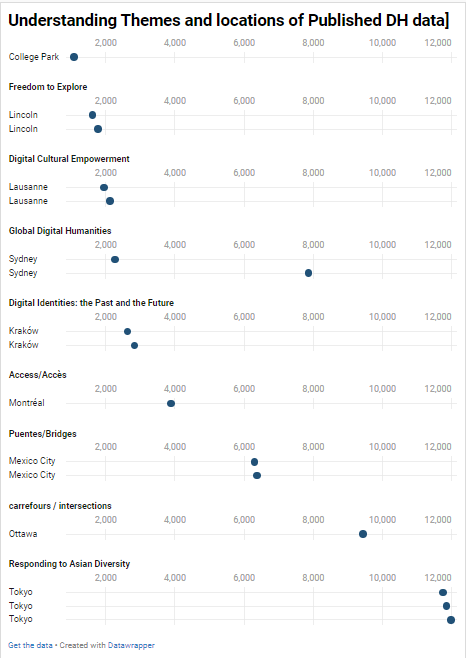 Understanding Themes and locations of Published DH data]
2,000 4,000 6,000 8,000 10,000 12,000
College Park
Freedom to Explore
2,000 4,000 6,000 8,000 10,000 12,000
Lincoln
Lincoln
Digital Cultural Empowerment
2,000 4,000 6,000 8,000 10,000 12,000
Lausanne
Lausanne
Global Digital Humanities
2,000 4,000 6,000 8,000 10,000 12,000
Sydney
Sydney
Digital Identities: the Past and the Future
2,000 4,000 6,000 8,000 10,000 12,000
Kraków
Kraków
Access/Accès
2,000 4,000 6,000 8,000 10,000 12,000
Montréal
Puentes/Bridges
2,000 4,000 6,000 8,000 10,000 12,000
Mexico City
Mexico City
carrefours / intersections
2,000 4,000 6,000 8,000 10,000 12,000
Ottawa
Responding to Asian Diversity
2,000 4,000 6,000 8,000 10,000 12,000
Tokyo
Tokyo
Tokyo
Get the data • Created with Datawrapper